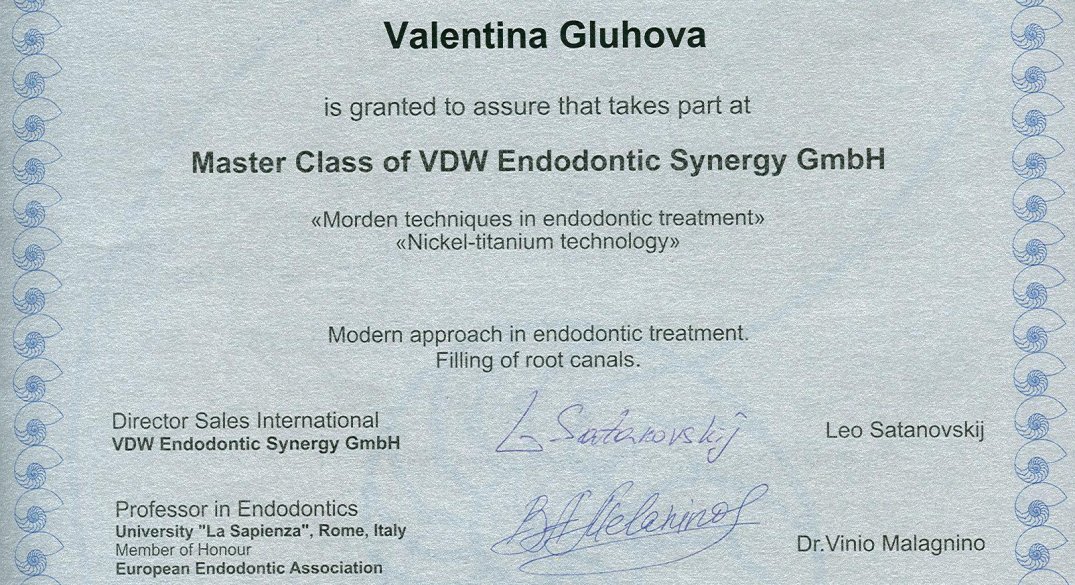 Valentina Gluhova
is granted to assure that takes part at
Master Class of VDW Endodontic Synergy GmbH
«Morden techniques in endodontic treatment»
«Nickel-titanium technology»
Modern approach in endodontic treatment.
Filling of root canals.
Director Sales International
VDW Endodontic Synergy GmbH
L Satanovskij
Leo Satanovskij
Professor in Endodontics
University "La Sapienza", Rome, Italy
Member of Honour
European Endodontic Association
Dr.Vinio Malagnino